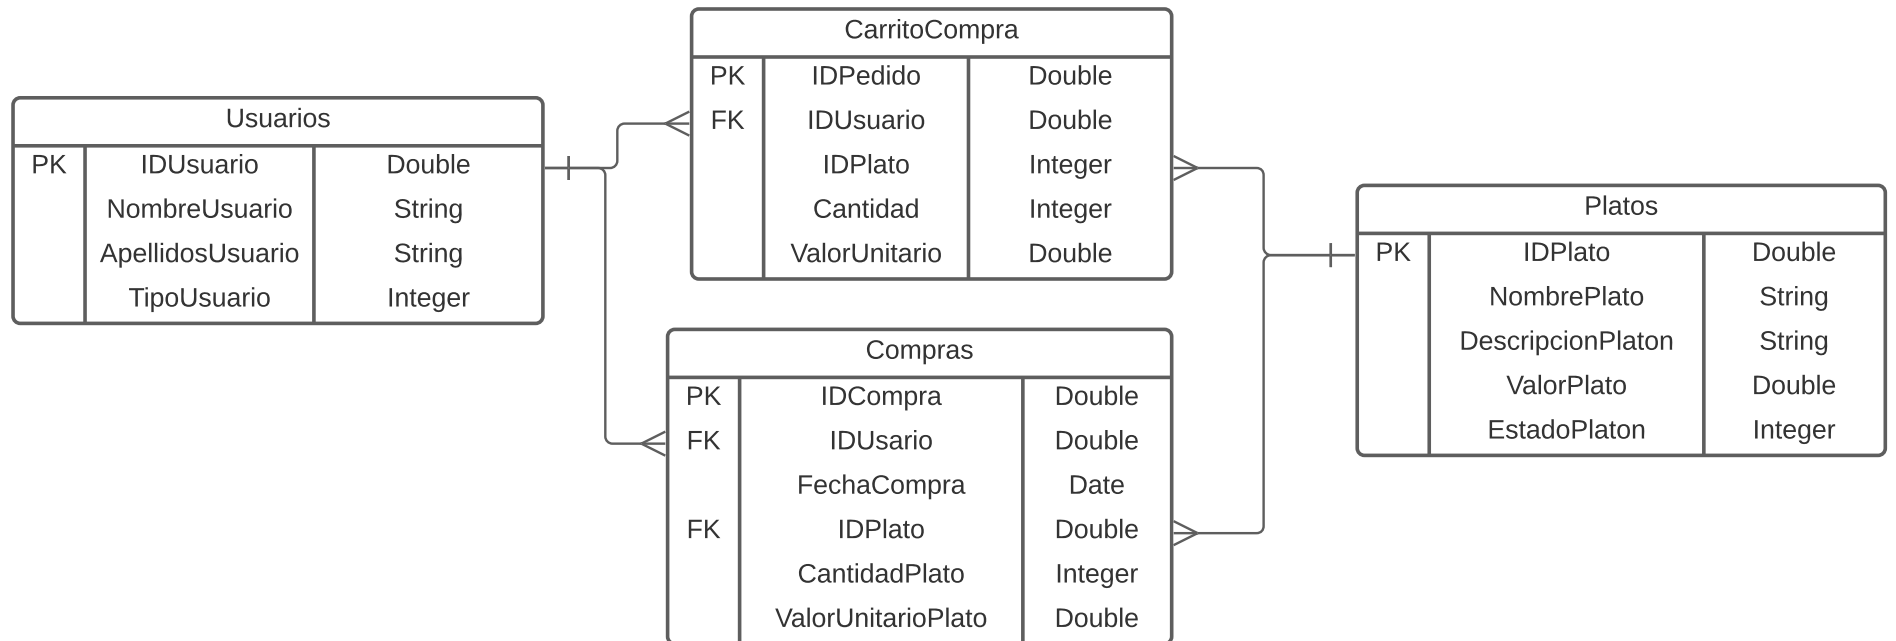 Usuarios
PK IDUsuario Double
NombreUsuario String
ApellidosUsuario String
TipoUsuario Integer
CarritoCompra
PK IDPedido Double
FK IDUsuario Double
IDPlato Integer
Cantidad Integer
ValorUnitario Double
Compras
PK IDCompra Double
FK IDUsario Double
FechaCompra Date
FK IDPlato Double
CantidadPlato Integer
ValorUnitarioPlato Double
Platos
PK IDPlato Double
NombrePlato String
DescripcionPlaton String
ValorPlato Double
EstadoPlaton Integer